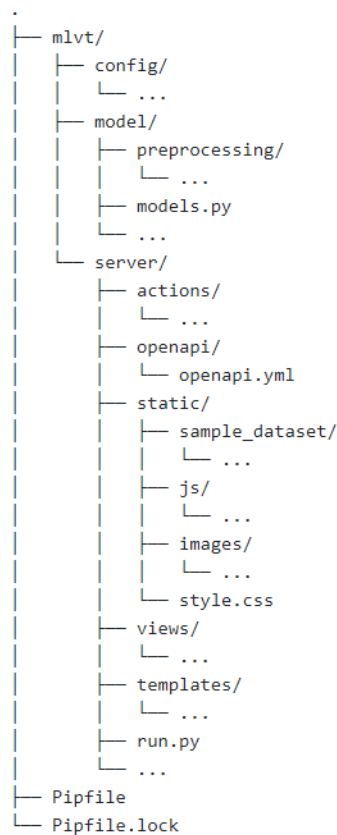 .
├── mlvt/
│   ├── config/
│   │   └── ...
│   ├── model/
│   │   ├── preprocessing/
│   │   │   └── ...
│   │   ├── models.py
│   │   └── ...
│   └── server/
│       ├── actions/
│       │   └── ...
│       ├── openapi/
│       │   └── openapi.yml
│       ├── static/
│       │   ├── sample_dataset/
│       │   │   └── ...
│       │   ├── js/
│       │   │   └── ...
│       │   ├── images/
│       │   │   └── ...
│       │   └── style.css
│       ├── views/
│       │   └── ...
│       ├── templates/
│       │   └── ...
│       ├── run.py
│       └── ...
├── Pipfile
└── Pipfile.lock